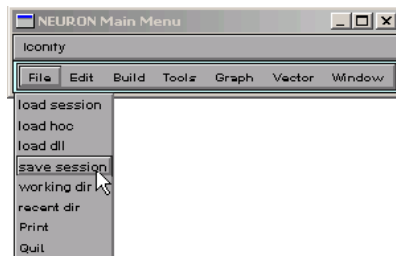 NEURON Main Menu
Iconify
File Edit Build Tools Graph Vector Window
load session
load hoc
load dll
save session
working dir
recent dir
Print
Quit